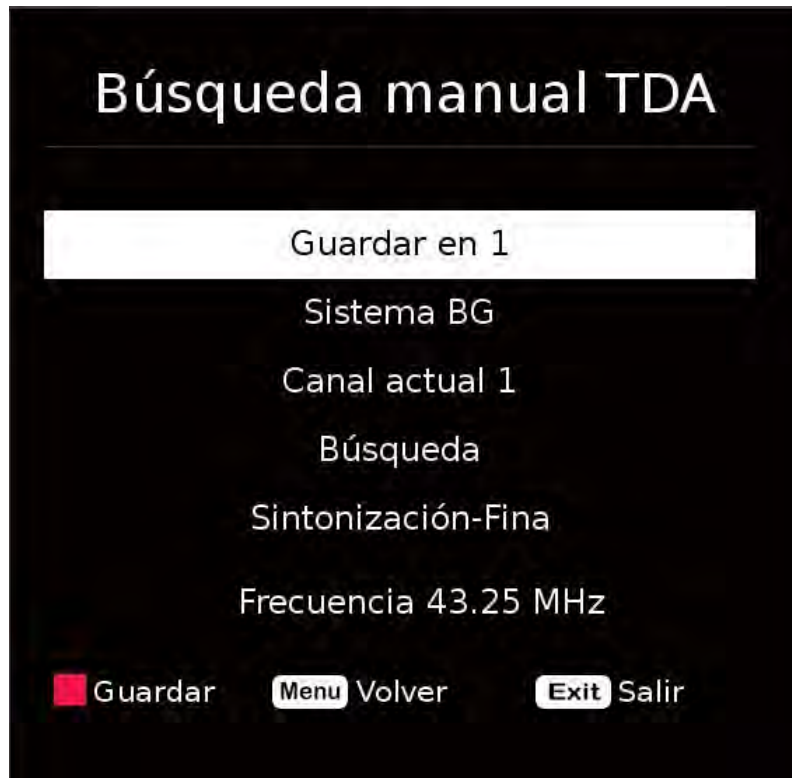 Búsqueda manual TDA
Guardar en 1
Sistema BG
Canal actual 1
Búsqueda
Sintonización-Fina
Frecuencia 43.25 MHz
Guardar Menu Volver Exit Salir